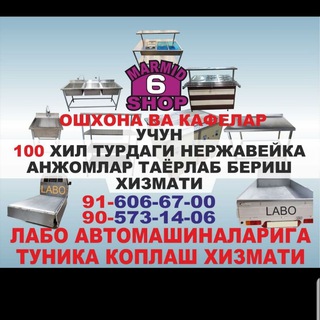 MARMID
6
SHOP
ОШХОНА ВА КАФЕЛАР
УЧУН
100 ХИЛ ТУРДАГИ НЕРЖАВЕЙКА
АНЖОМЛАР ТАЁРЛАБ БЕРИШ
ХИЗМАТИ
LABO
LABO
91-606-67-00
90-573-14-06
ЛАБО АВТОМАШИНАЛАРИГА
ТУНИКА КОПЛАШ ХИЗМАТИ